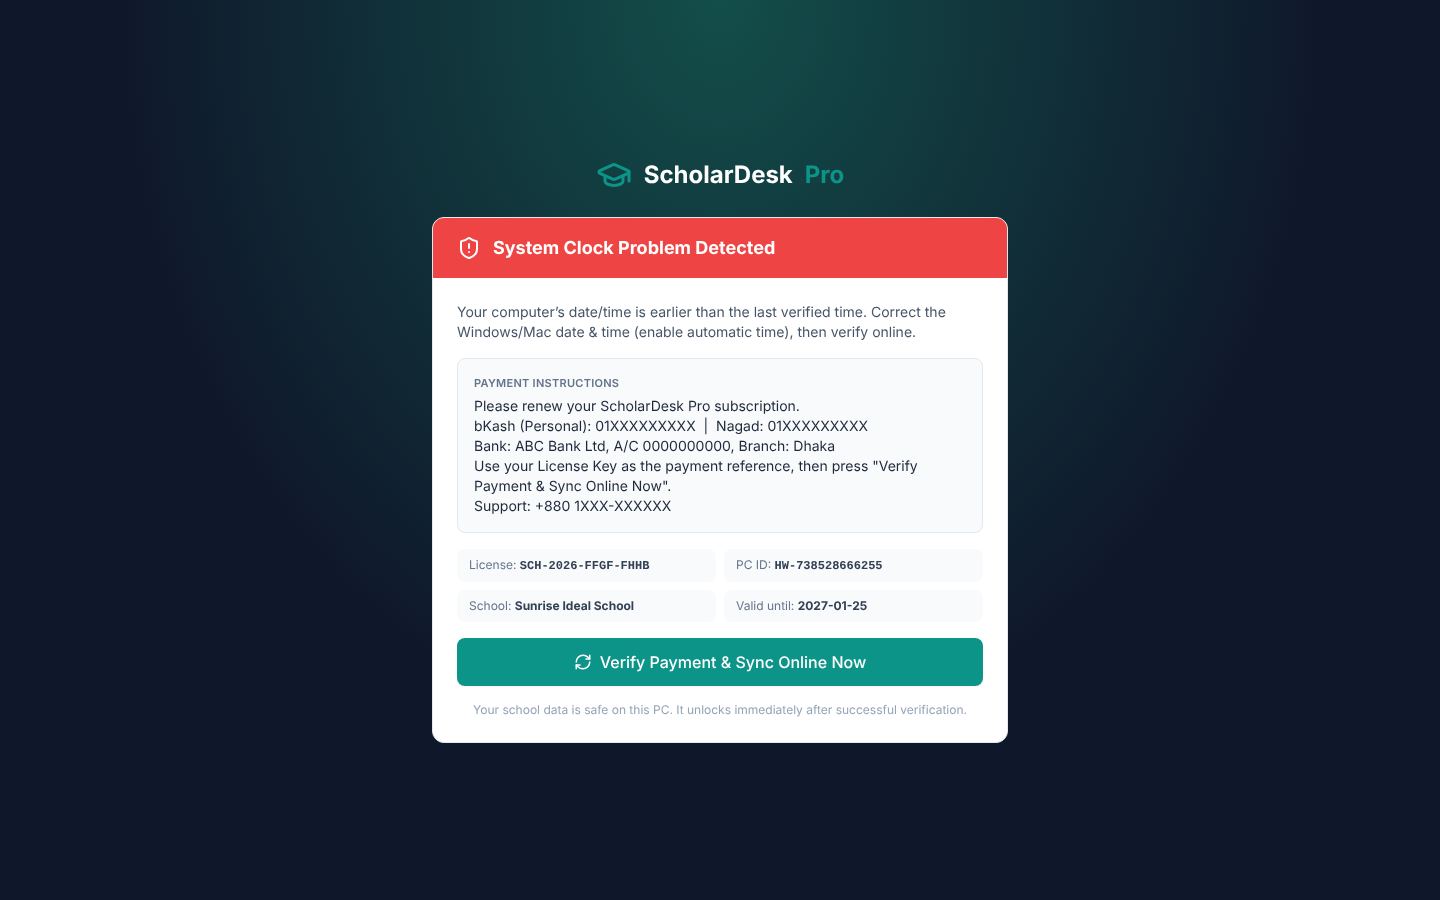 ScholarDesk Pro
System Clock Problem Detected
Your computer’s date/time is earlier than the last verified time. Correct the
Windows/Mac date & time (enable automatic time), then verify online.
PAYMENT INSTRUCTIONS
Please renew your ScholarDesk Pro subscription.
bKash (Personal): 01XXXXXXXXX | Nagad: 01XXXXXXXXX
Bank: ABC Bank Ltd, A/C 0000000000, Branch: Dhaka
Use your License Key as the payment reference, then press "Verify
Payment & Sync Online Now".
Support: +880 1XXX-XXXXXX
License: SCH-2026-FFGF-FHHB
PC ID: HW-738528666255
School: Sunrise Ideal School
Valid until: 2027-01-25
Verify Payment & Sync Online Now
Your school data is safe on this PC. It unlocks immediately after successful verification.